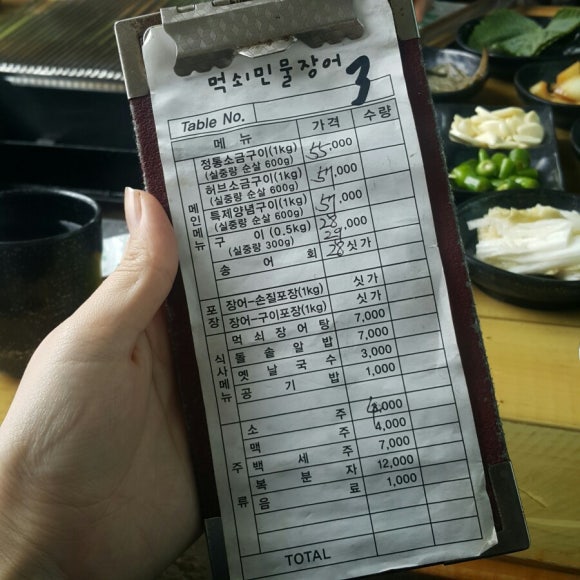 먹쇠민물장어
Table No. 3
메 뉴 가격 수량
메인메뉴
정통소금구이(1kg) 55,000
(실중량 순살 600g)
허브소금구이(1kg) 57,000
(실중량 순살 600g)
특제양념구이(1kg) 57,000
(실중량 순살 600g)
구 이 (0.5kg) 28,000
(실중량 300g) 29
송 어 회 28 싯가
포장
장어-손질포장(1kg) 싯가
장어-구이포장(1kg) 싯가
식사메뉴
먹쇠장어탕 7,000
돌솥알밥 7,000
옛날국수 3,000
공기밥 1,000
주류
소 주 4,000
맥 주 4,000
백세주 7,000
복분자 12,000
음 료 1,000
TOTAL